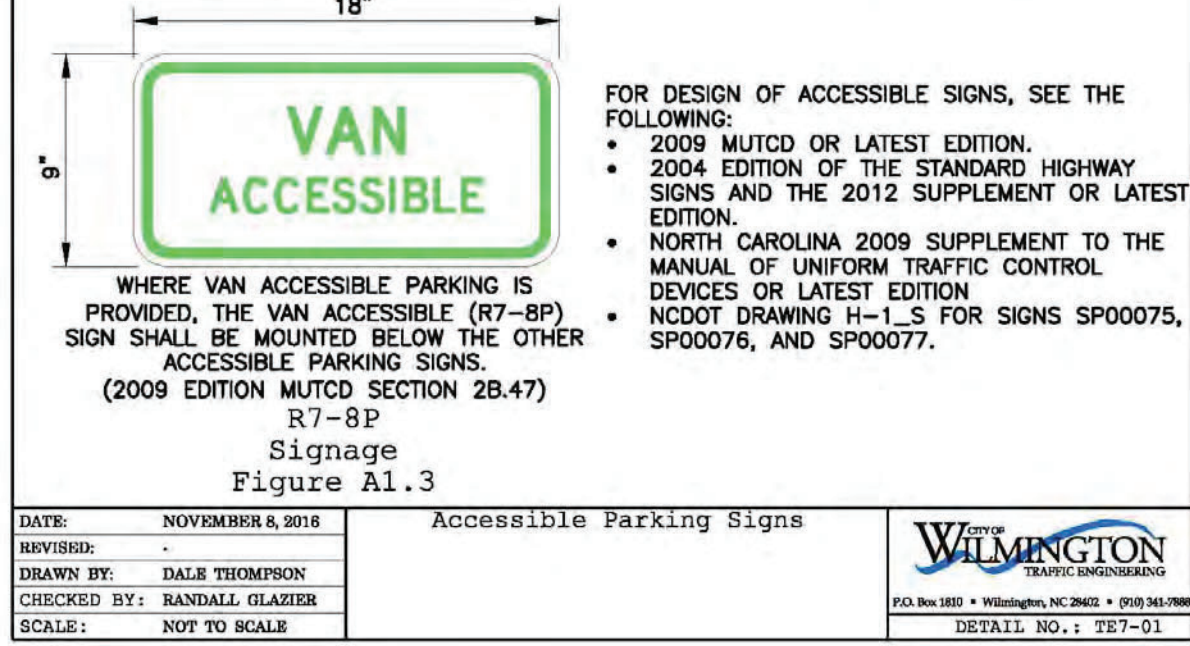 18"
9"
VAN
ACCESSIBLE
WHERE VAN ACCESSIBLE PARKING IS
PROVIDED, THE VAN ACCESSIBLE (R7-8P)
SIGN SHALL BE MOUNTED BELOW THE OTHER
ACCESSIBLE PARKING SIGNS.
(2009 EDITION MUTCD SECTION 2B.47)
R7-8P
Signage
Figure A1.3
FOR DESIGN OF ACCESSIBLE SIGNS, SEE THE
FOLLOWING:
• 2009 MUTCD OR LATEST EDITION.
• 2004 EDITION OF THE STANDARD HIGHWAY
SIGNS AND THE 2012 SUPPLEMENT OR LATEST
EDITION.
• NORTH CAROLINA 2009 SUPPLEMENT TO THE
MANUAL OF UNIFORM TRAFFIC CONTROL
DEVICES OR LATEST EDITION
• NCDOT DRAWING H-1_S FOR SIGNS SP00075,
SP00076, AND SP00077.
DATE: NOVEMBER 8, 2016
REVISED: -
DRAWN BY: DALE THOMPSON
CHECKED BY: RANDALL GLAZIER
SCALE: NOT TO SCALE
Accessible Parking Signs
CITY OF
WILMINGTON
TRAFFIC ENGINEERING
P.O. Box 1810 • Wilmington, NC 28402 • (910) 341-7888
DETAIL NO.: TE7-01